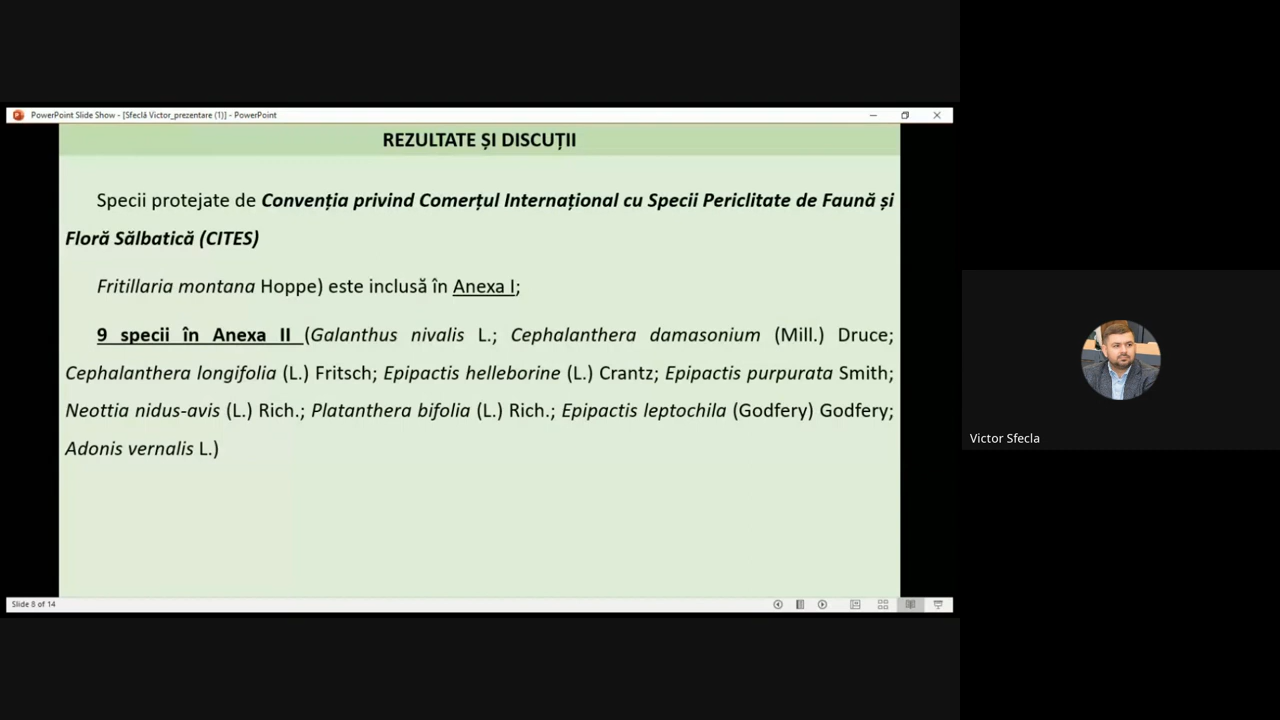 PowerPoint Slide Show - [Sfeclă Victor_prezentare (1)] - PowerPoint
REZULTATE ȘI DISCUȚII
Specii protejate de Convenția privind Comerțul Internațional cu Specii Periclitate de Faună și
Floră Sălbatică (CITES)
Fritillaria montana Hoppe) este inclusă în Anexa I;
9 specii în Anexa II (Galanthus nivalis L.; Cephalanthera damasonium (Mill.) Druce;
Cephalanthera longifolia (L.) Fritsch; Epipactis helleborine (L.) Crantz; Epipactis purpurata Smith;
Neottia nidus-avis (L.) Rich.; Platanthera bifolia (L.) Rich.; Epipactis leptochila (Godfery) Godfery;
Adonis vernalis L.)
Victor Sfecla
Slide 8 of 14